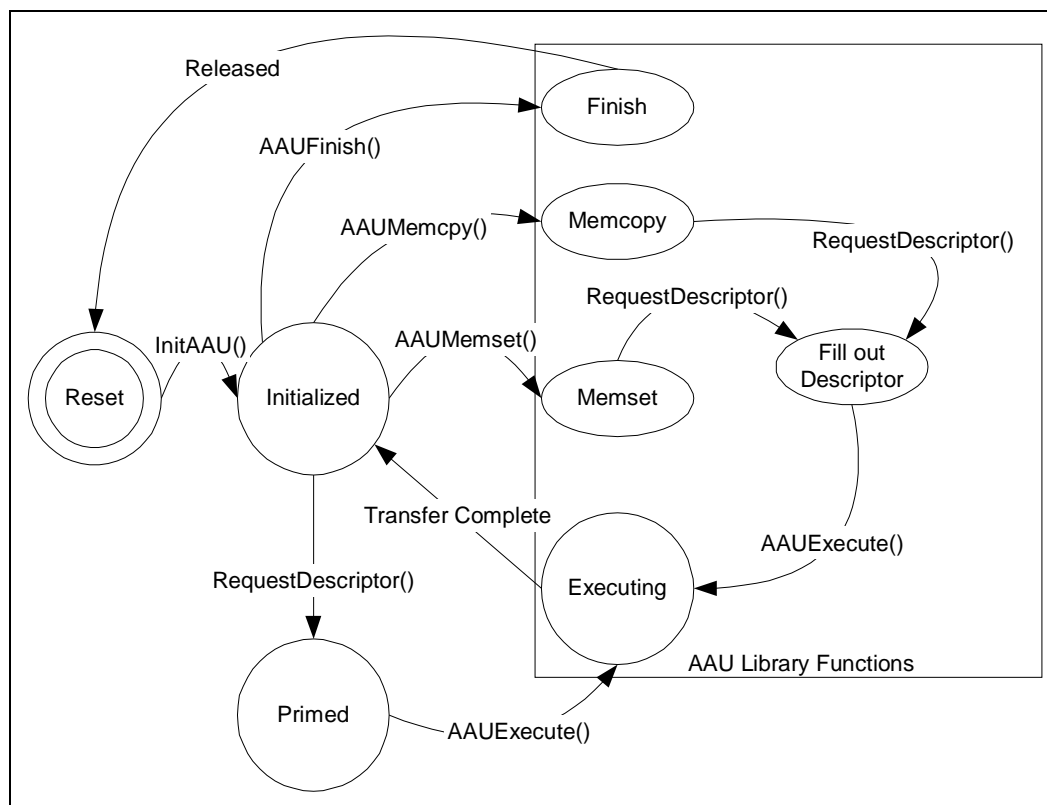 Released
Finish
AAUFinish()
Memcopy
AAUMemcpy()
RequestDescriptor()
RequestDescriptor()
InitAAU()
AAUMemset()
Fill out
Descriptor
Reset
Initialized
Memset
Transfer Complete
AAUExecute()
RequestDescriptor()
Executing
AAU Library Functions
Primed
AAUExecute()